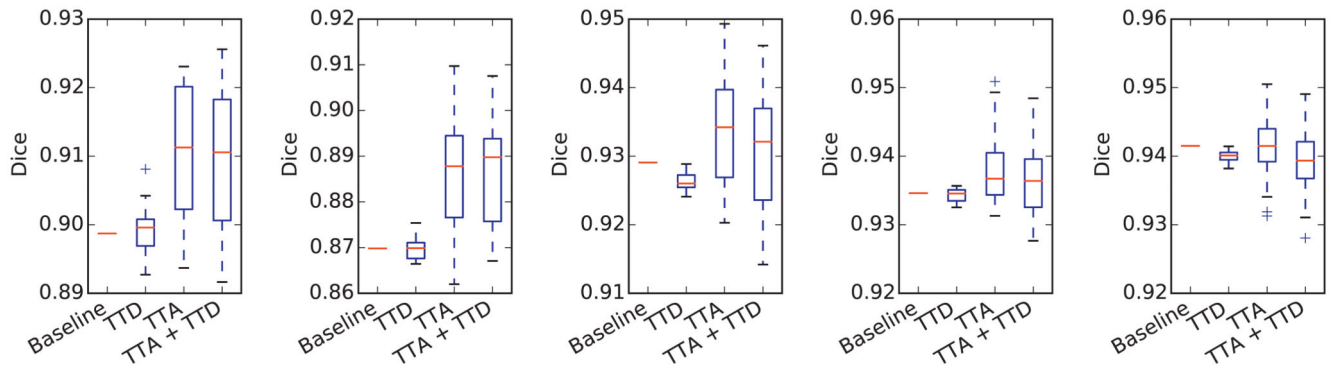 0.93
0.92
0.91
0.90
0.89
Dice
Baseline
TTD
TTA
TTA + TTD
0.92
0.91
0.90
0.89
0.88
0.87
0.86
Dice
Baseline
TTD
TTA
TTA + TTD
0.95
0.94
0.93
0.92
0.91
Dice
Baseline
TTD
TTA
TTA + TTD
0.96
0.95
0.94
0.93
0.92
Dice
Baseline
TTD
TTA
TTA + TTD
0.96
0.95
0.94
0.93
0.92
Dice
Baseline
TTD
TTA
TTA + TTD